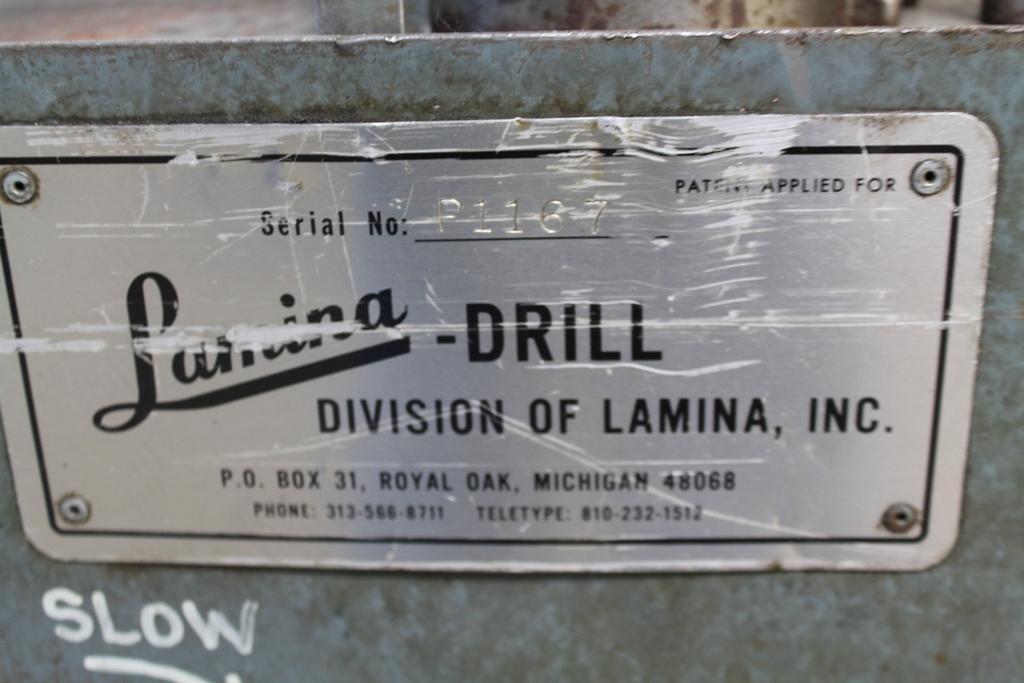 PATENT APPLIED FOR
Serial No: P1167
Lamina -DRILL
DIVISION OF LAMINA, INC.
P.O. BOX 31, ROYAL OAK, MICHIGAN 48068
PHONE: 313-566-8711 TELETYPE: 810-232-1512
SLOW